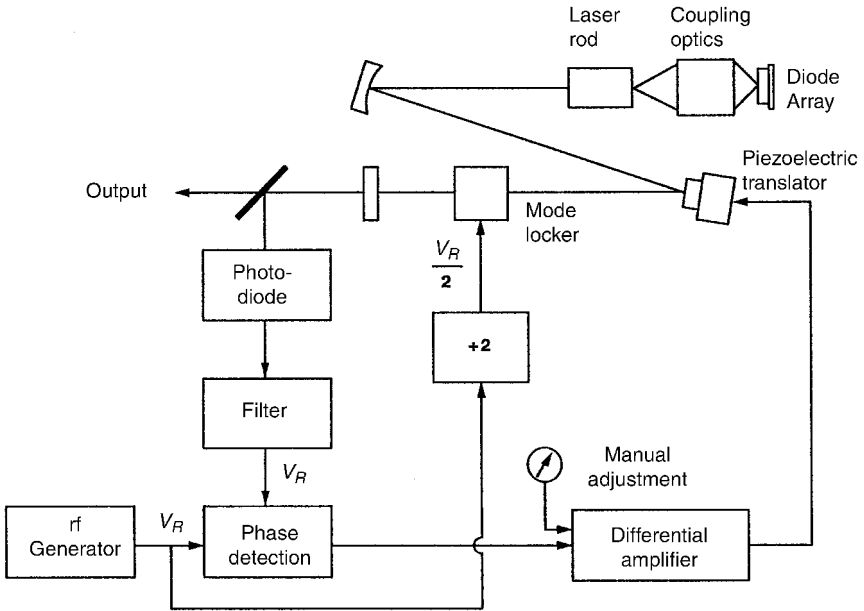 Laser
rod
Coupling
optics
Diode
Array
Piezoelectric
translator
Output
Mode
locker
V_R
2
Photo-
diode
+2
Filter
V_R
Manual
adjustment
rf
Generator
V_R
Phase
detection
Differential
amplifier